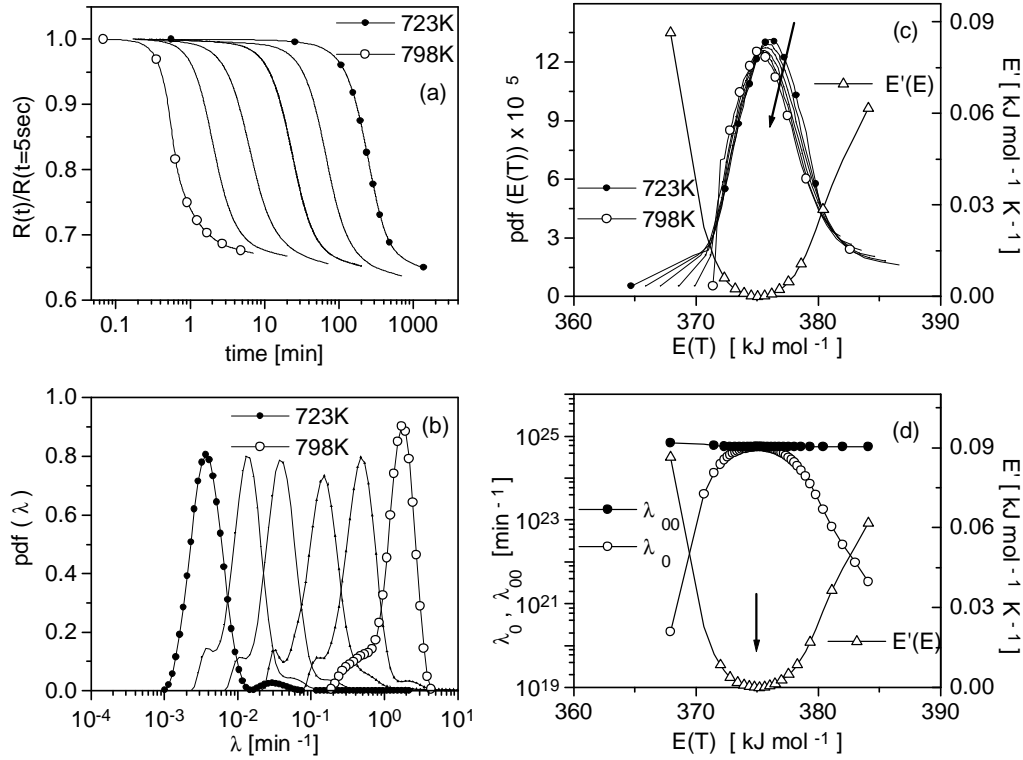 723K
798K
(a)
R(t)/R(t=5sec)
1.0
0.9
0.8
0.7
0.6
0.1
1
10
100
1000
time [min]
(c)
pdf (E(T)) x 10 5
12
9
6
3
0
E'(E)
723K
798K
0.09
0.06
0.03
0.00
E' [ kJ mol -1 K -1 ]
360
370
380
390
E(T) [ kJ mol -1 ]
723K
798K
(b)
pdf ( λ )
1.0
0.8
0.6
0.4
0.2
0.0
10-4
10-3
10-2
10-1
100
101
λ [min -1]
(d)
λ0 , λ00 [min -1]
1025
1023
1021
1019
λ 00
λ 0
E'(E)
0.09
0.06
0.03
0.00
E' [ kJ mol -1 K -1 ]
360
370
380
390
E(T) [ kJ mol -1 ]